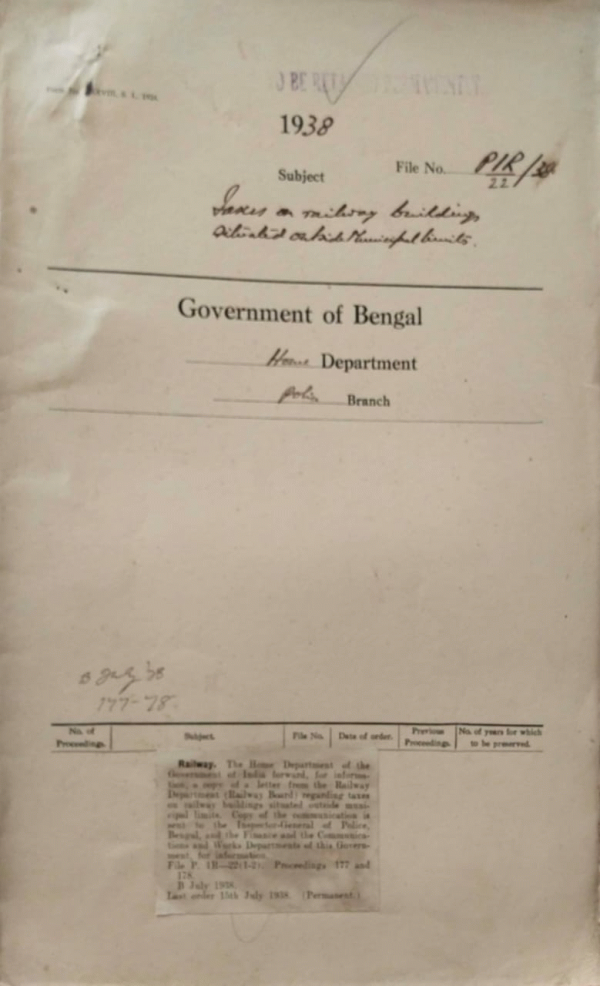 1938
File No. P1R/38
22
Subject
Taxes on railway buildings
situated outside Municipal limits.
Government of Bengal
Home Department
Police Branch
B July '38
177-78.
No. of Proceedings. Subject. File No. Date of order. Previous Proceedings. No. of years for which to be preserved.
Railway. The Home Department of the
Government of India forward, for informa-
tion, a copy of a letter from the Railway
Department (Railway Board) regarding taxes
on railway buildings situated outside muni-
cipal limits. Copy of the communication is
sent to the Inspector-General of Police,
Bengal, and the Finance and the Communica-
tions and Works Departments of this Govern-
ment, for information.
File P. 1R—22(1-2). Proceedings 177 and
178.
B July 1938.
Last order 15th July 1938. (Permanent.)